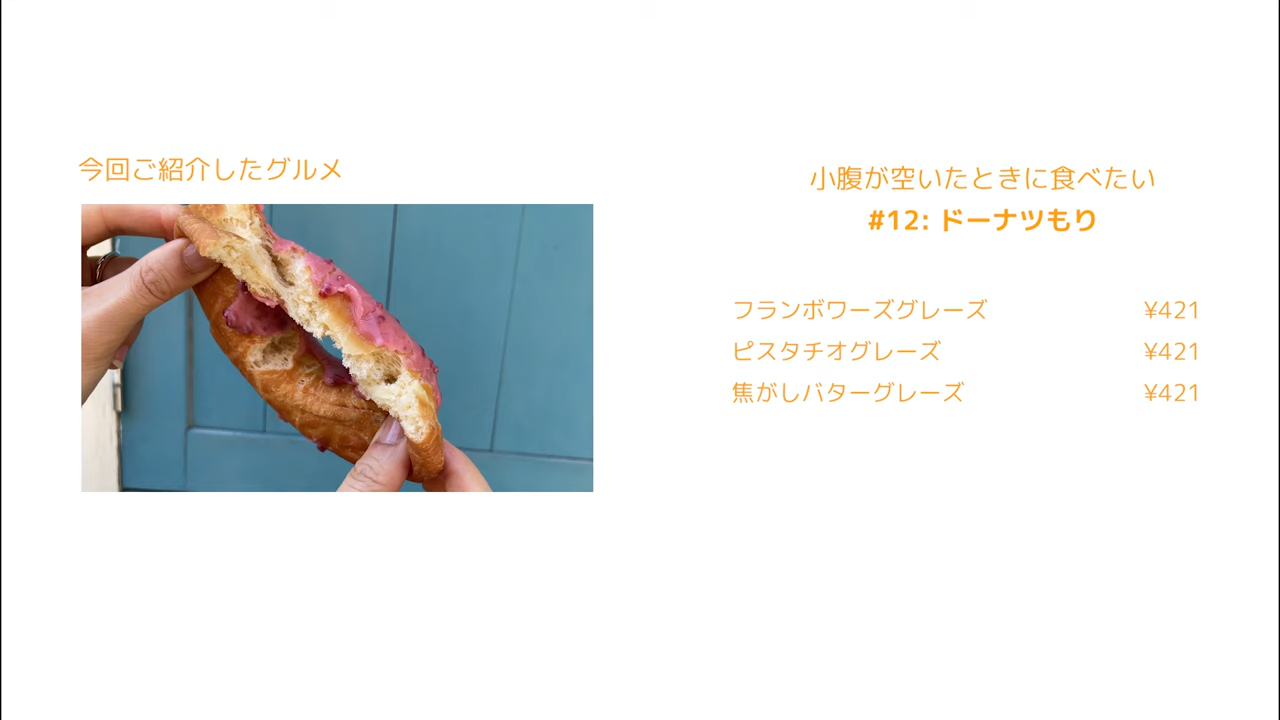 今回ご紹介したグルメ
小腹が空いたときに食べたい
#12: ドーナツもり
フランボワーズグレーズ ¥421
ピスタチオグレーズ ¥421
焦がしバターグレーズ ¥421